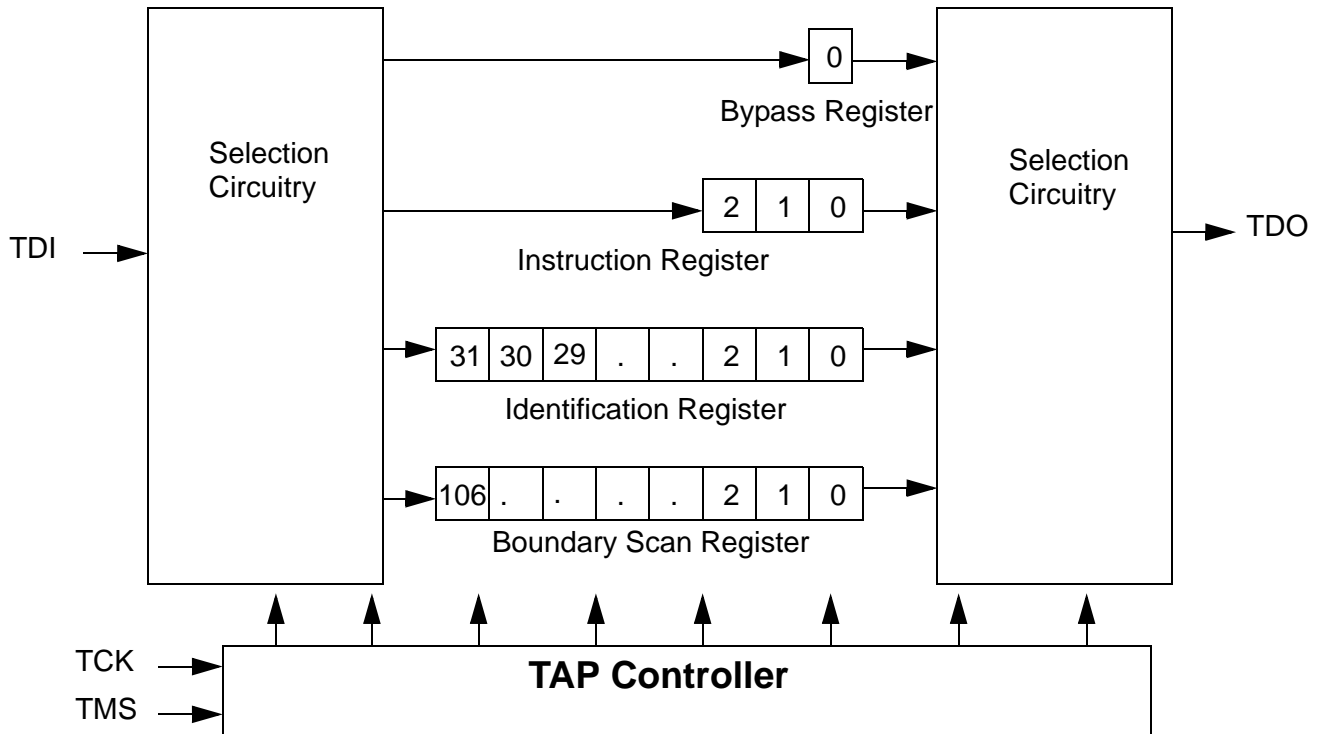 0
Bypass Register
Selection
Circuitry
Selection
Circuitry
2 1 0
TDI
TDO
Instruction Register
31 30 29 . . 2 1 0
Identification Register
106 . . . . 2 1 0
Boundary Scan Register
TCK
TAP Controller
TMS